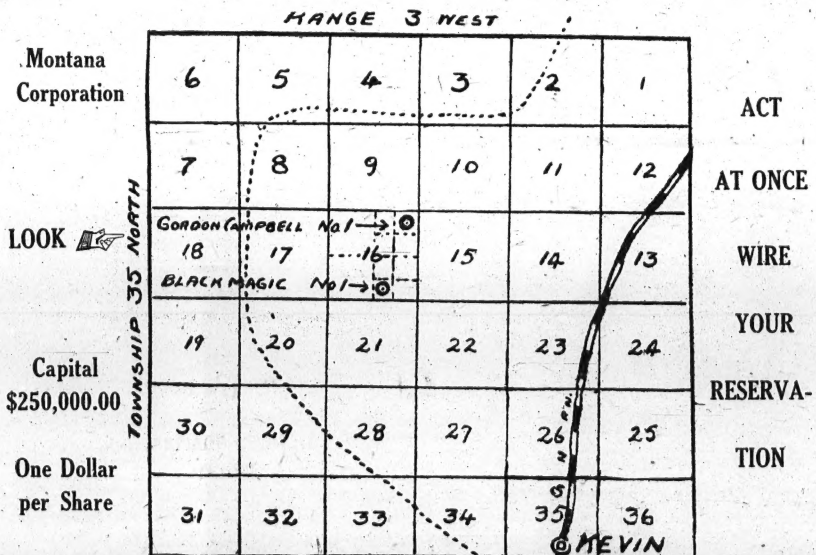 RANGE 3 WEST
Montana
Corporation
LOOK
Capital
$250,000.00
One Dollar
per Share
TOWNSHIP 35 NORTH
6 5 4 3 2 1
7 8 9 10 11 12
GORDON CAMPBELL No1
18 17 16 15 14 13
BLACK MAGIC No1
19 20 21 22 23 24
30 29 28 27 26 25
31 32 33 34 35 36
G N RY.
KEVIN
ACT
AT ONCE
WIRE
YOUR
RESERVA-
TION